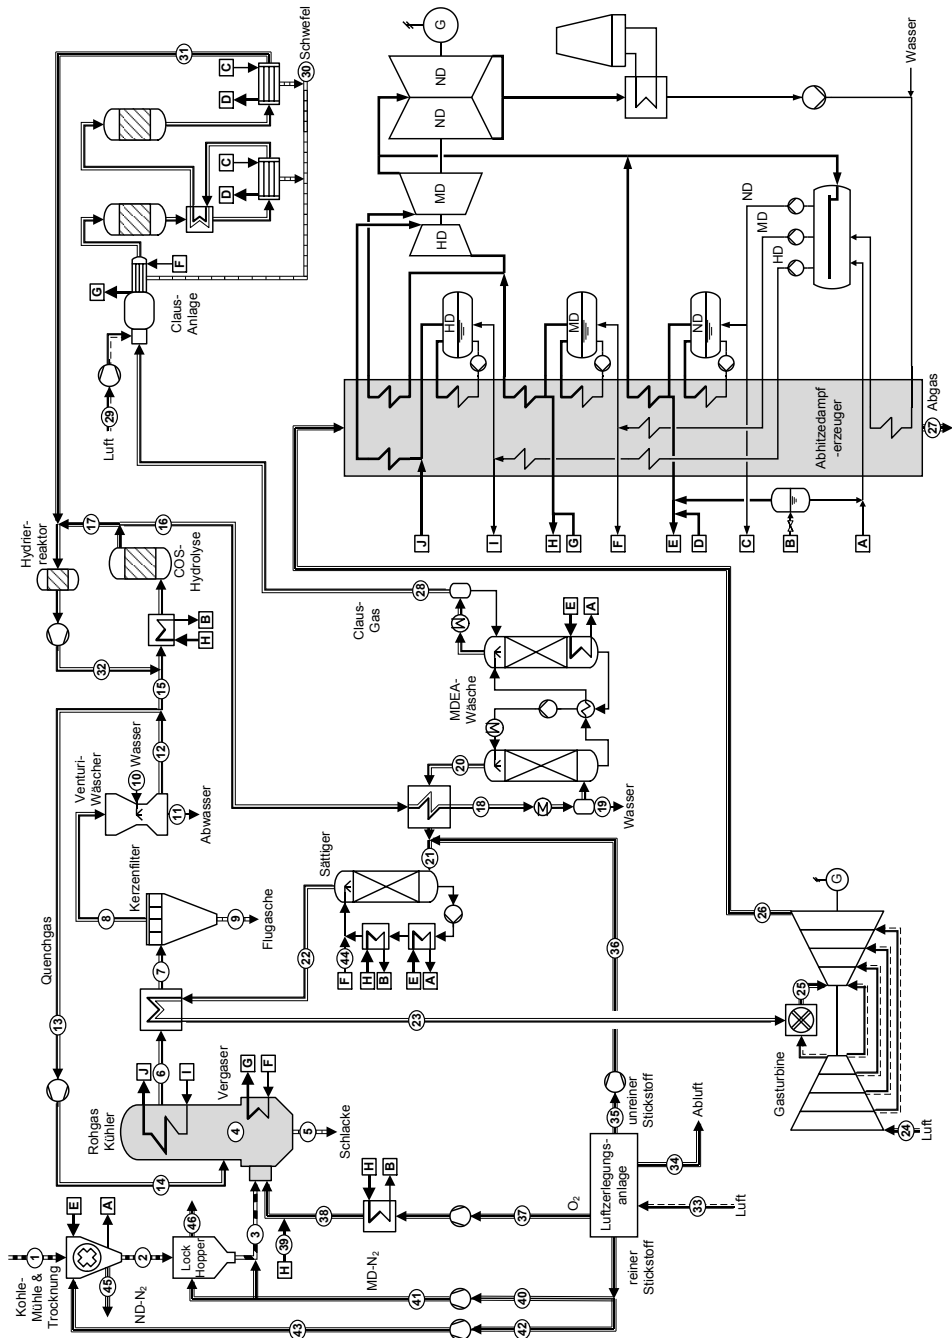 Kohle-
Mühle &
Trocknung
1
E
A
45
2
ND-N₂
43
42
Lock
Hopper
46
3
41
40
MD-N₂
H
B
39
H
38
37
O₂
reiner
Stickstoff
Luftzerlegungs-
anlage
33
Luft
34
Abluft
35
unreiner
Stickstoff
36
14
13
Quenchgas
Rohgas
Kühler
J
I
6
Vergaser
G
F
4
5
Schlacke
7
Kerzenfilter
8
9
Flugasche
Venturi-
Wäscher
10
Wasser
11
Abwasser
12
15
32
Hydrier-
reaktor
H
B
COS-
Hydrolyse
17
16
22
23
Sättiger
F
44
H
B
E
A
21
20
18
19
Wasser
MDEA-
Wäsche
M
M
M
E
A
Claus-
Gas
28
Gasturbine
24
Luft
25
G
26
29
Luft
G
Claus-
Anlage
F
D
C
D
C
31
30
Schwefel
J
I
H
G
F
E
D
C
B
A
Abhitzedampf
-erzeuger
27
Abgas
HD
MD
ND
HD
MD
ND
HD
MD
ND
ND
G
Wasser